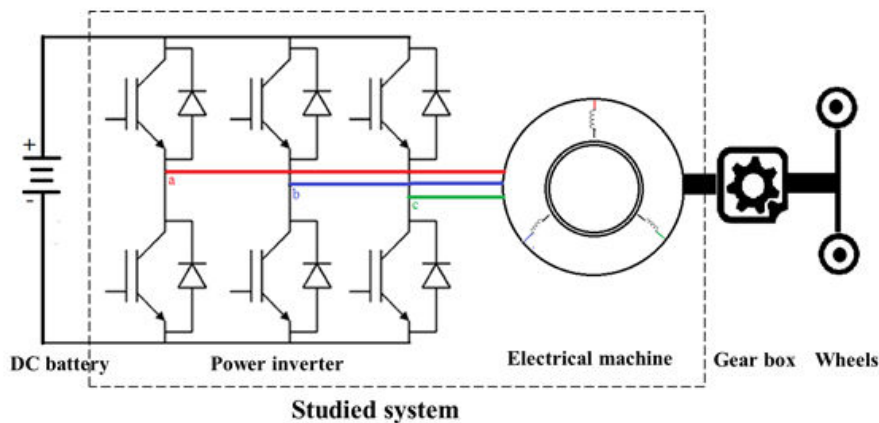 +
-
a
b
c
DC battery
Power inverter
Electrical machine
Gear box
Wheels
Studied system